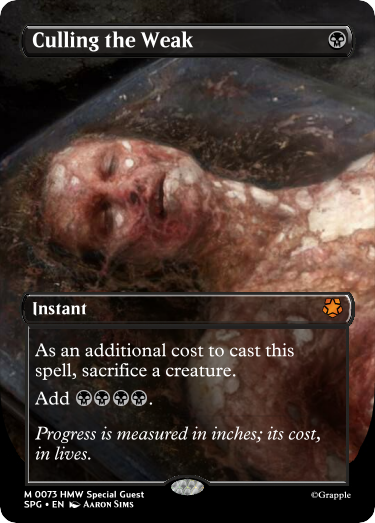 Culling the Weak
Instant
As an additional cost to cast this
spell, sacrifice a creature.
Add .
Progress is measured in inches; its cost,
in lives.
M 0073 HMW Special Guest
SPG • EN AARON SIMS
©Grapple